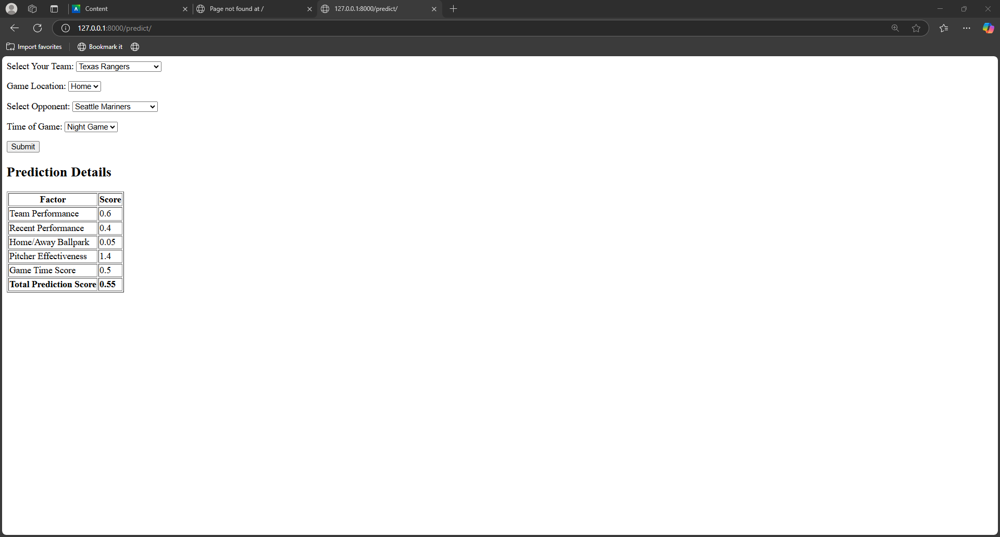 Content
Page not found at /
127.0.0.1:8000/predict/
127.0.0.1:8000/predict/
Import favorites
Bookmark it
Select Your Team: Texas Rangers
Game Location: Home
Select Opponent: Seattle Mariners
Time of Game: Night Game
Submit
Prediction Details
Factor Score
Team Performance 0.6
Recent Performance 0.4
Home/Away Ballpark 0.05
Pitcher Effectiveness 1.4
Game Time Score 0.5
Total Prediction Score 0.55